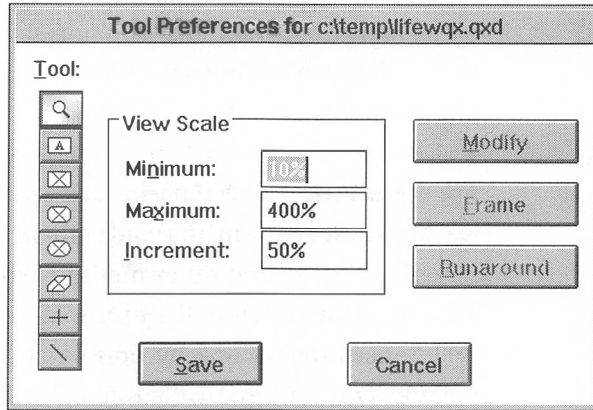 Tool Preferences for c:\temp\lifewqx.qxd
Tool:
A
View Scale
Minimum: 10%
Maximum: 400%
Increment: 50%
Modify
Frame
Runaround
Save
Cancel